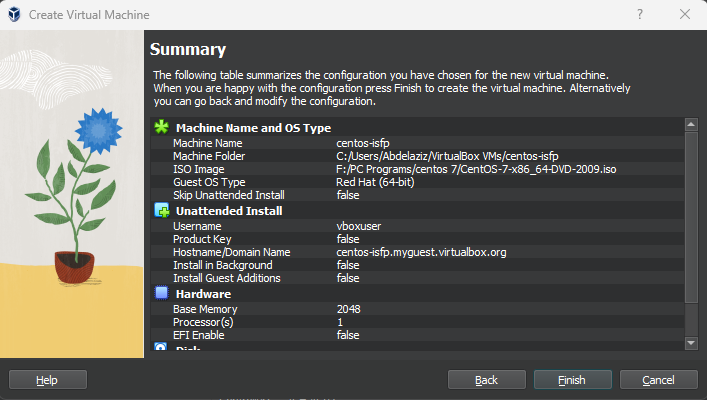 Create Virtual Machine
?
Summary
The following table summarizes the configuration you have chosen for the new virtual machine.
When you are happy with the configuration press Finish to create the virtual machine. Alternatively
you can go back and modify the configuration.
Machine Name and OS Type
Machine Name centos-isfp
Machine Folder C:/Users/Abdelaziz/VirtualBox VMs/centos-isfp
ISO Image F:/PC Programs/centos 7/CentOS-7-x86_64-DVD-2009.iso
Guest OS Type Red Hat (64-bit)
Skip Unattended Install false
Unattended Install
Username vboxuser
Product Key false
Hostname/Domain Name centos-isfp.myguest.virtualbox.org
Install in Background false
Install Guest Additions false
Hardware
Base Memory 2048
Processor(s) 1
EFI Enable false
Disk
Help Back Finish Cancel